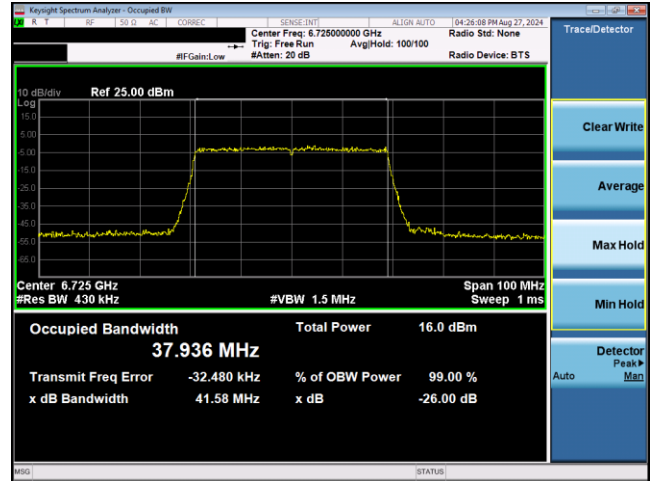 Keysight Spectrum Analyzer - Occupied BW
R T RF 50 Ω AC CORREC SENSE:INT ALIGN AUTO 04:26:08 PM Aug 27, 2024
Center Freq: 6.725000000 GHz Radio Std: None
Trig: Free Run Avg|Hold: 100/100
#IFGain:Low #Atten: 20 dB Radio Device: BTS
Trace/Detector
10 dB/div Ref 25.00 dBm
Log
15.0
5.00
-5.00
-15.0
-25.0
-35.0
-45.0
-55.0
-65.0
Center 6.725 GHz Span 100 MHz
#Res BW 430 kHz #VBW 1.5 MHz Sweep 1 ms
Occupied Bandwidth Total Power 16.0 dBm
37.936 MHz
Transmit Freq Error -32.480 kHz % of OBW Power 99.00 %
x dB Bandwidth 41.58 MHz x dB -26.00 dB
Clear Write
Average
Max Hold
Min Hold
Detector
Peak▶
Auto Man
MSG STATUS